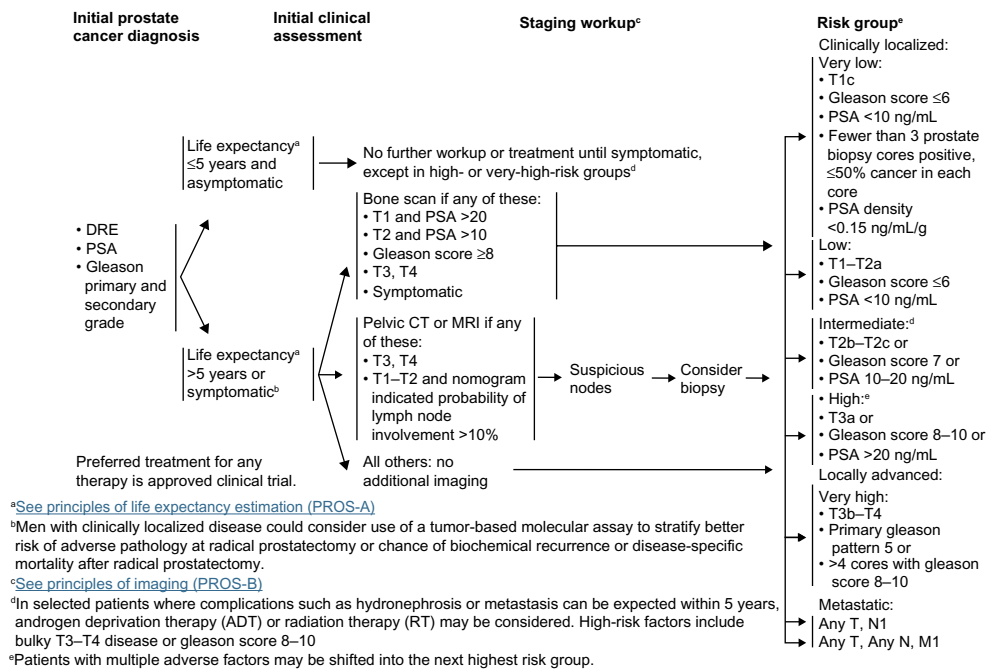 Initial prostate
cancer diagnosis
Initial clinical
assessment
Staging workupᶜ
Risk groupᵉ
• DRE
• PSA
• Gleason
primary and
secondary
grade
Life expectancyᵃ
≤5 years and
asymptomatic
Life expectancyᵃ
>5 years or
symptomaticᵇ
Preferred treatment for any
therapy is approved clinical trial.
No further workup or treatment until symptomatic,
except in high- or very-high-risk groupsᵈ
Bone scan if any of these:
• T1 and PSA >20
• T2 and PSA >10
• Gleason score ≥8
• T3, T4
• Symptomatic
Pelvic CT or MRI if any
of these:
• T3, T4
• T1–T2 and nomogram
indicated probability of
lymph node
involvement >10%
Suspicious
nodes
Consider
biopsy
All others: no
additional imaging
Clinically localized:
Very low:
• T1c
• Gleason score ≤6
• PSA <10 ng/mL
• Fewer than 3 prostate
biopsy cores positive,
≤50% cancer in each
core
• PSA density
<0.15 ng/mL/g
Low:
• T1–T2a
• Gleason score ≤6
• PSA <10 ng/mL
Intermediate:ᵈ
• T2b–T2c or
• Gleason score 7 or
• PSA 10–20 ng/mL
• High:ᵉ
• T3a or
• Gleason score 8–10 or
• PSA >20 ng/mL
Locally advanced:
Very high:
• T3b–T4
• Primary gleason
pattern 5 or
• >4 cores with gleason
score 8–10
Metastatic:
Any T, N1
Any T, Any N, M1
ᵃSee principles of life expectancy estimation (PROS-A)
ᵇMen with clinically localized disease could consider use of a tumor-based molecular assay to stratify better
risk of adverse pathology at radical prostatectomy or chance of biochemical recurrence or disease-specific
mortality after radical prostatectomy.
ᶜSee principles of imaging (PROS-B)
ᵈIn selected patients where complications such as hydronephrosis or metastasis can be expected within 5 years,
androgen deprivation therapy (ADT) or radiation therapy (RT) may be considered. High-risk factors include
bulky T3–T4 disease or gleason score 8–10
ᵉPatients with multiple adverse factors may be shifted into the next highest risk group.